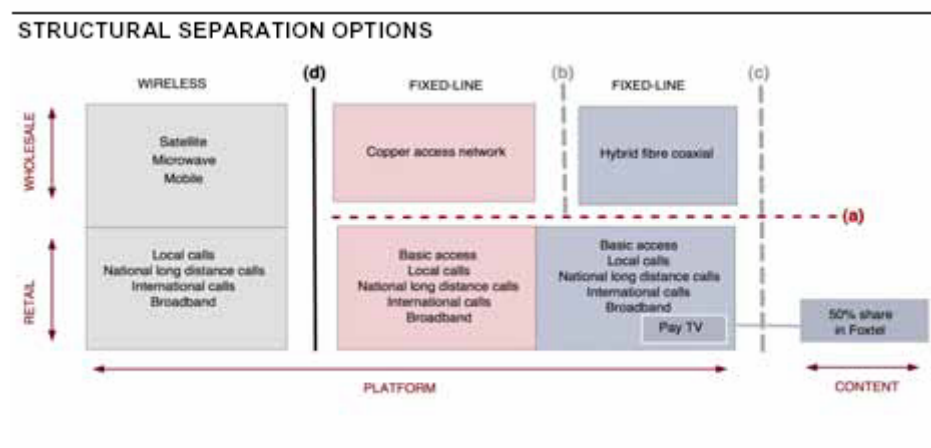 STRUCTURAL SEPARATION OPTIONS
WIRELESS
(d)
FIXED-LINE
(b)
FIXED-LINE
(c)
WHOLESALE
Satellite
Microwave
Mobile
Copper access network
Hybrid fibre coaxial
(a)
RETAIL
Local calls
National long distance calls
International calls
Broadband
Basic access
Local calls
National long distance calls
International calls
Broadband
Basic access
Local calls
National long distance calls
International calls
Broadband
Pay TV
50% share
in Foxtel
PLATFORM
CONTENT